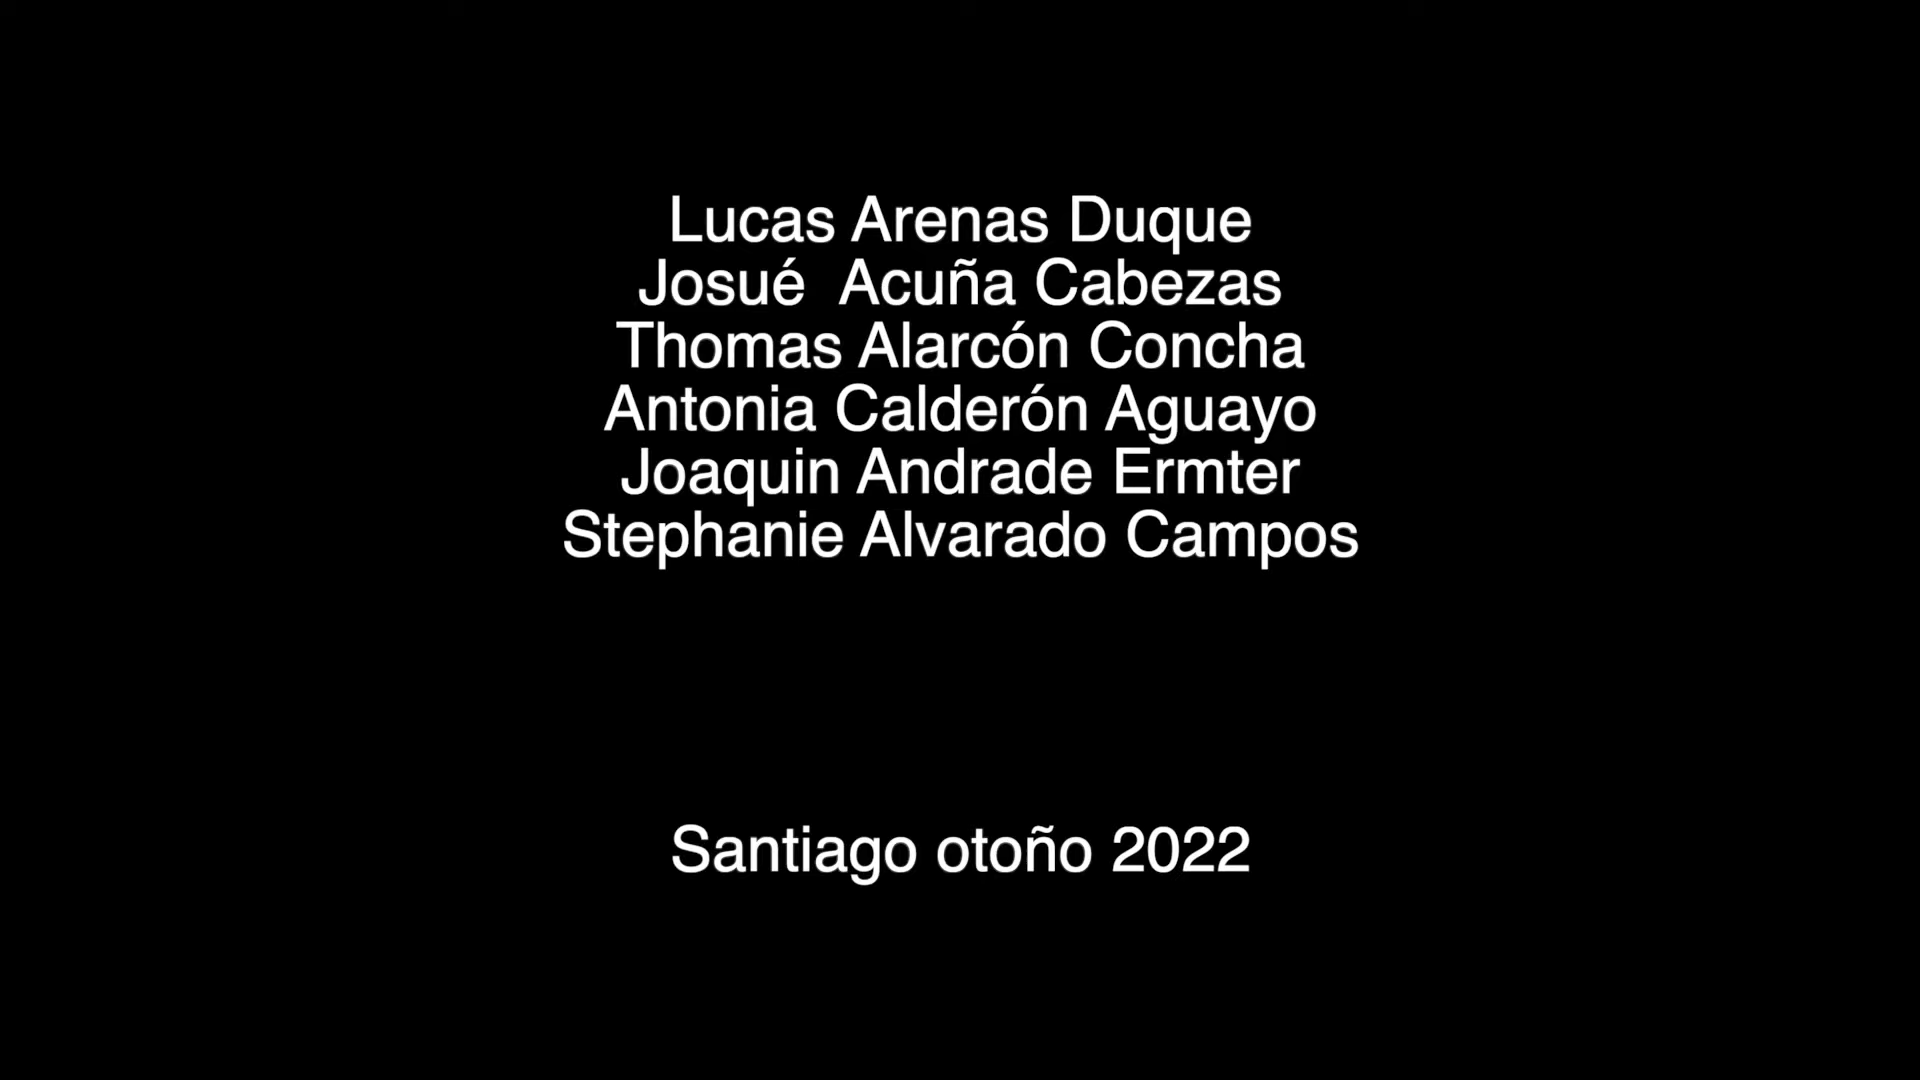 Lucas Arenas Duque
Josué  Acuña Cabezas
Thomas Alarcón Concha
Antonia Calderón Aguayo
Joaquin Andrade Ermter
Stephanie Alvarado Campos
Santiago otoño 2022